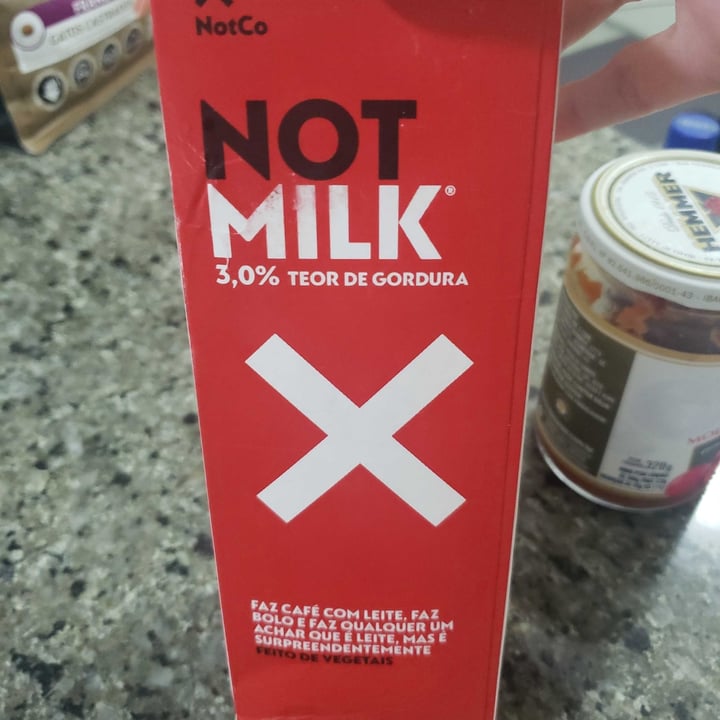 NotCo
NOT
MILK®
3,0% TEOR DE GORDURA
FAZ CAFÉ COM LEITE, FAZ
BOLO E FAZ QUALQUER UM
ACHAR QUE É LEITE, MAS É
SURPREENDENTEMENTE
FEITO DE VEGETAIS
HEMMER
320g